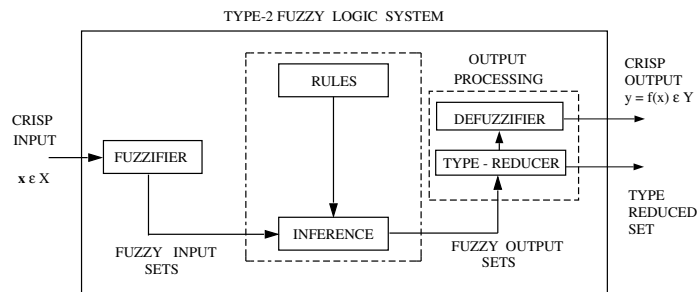 TYPE-2 FUZZY LOGIC SYSTEM
CRISP
OUTPUT
y = f(x) ε Y
OUTPUT
PROCESSING
RULES
DEFUZZIFIER
CRISP
INPUT
x ε X
FUZZIFIER
TYPE - REDUCER
TYPE
REDUCED
SET
INFERENCE
FUZZY INPUT
SETS
FUZZY OUTPUT
SETS